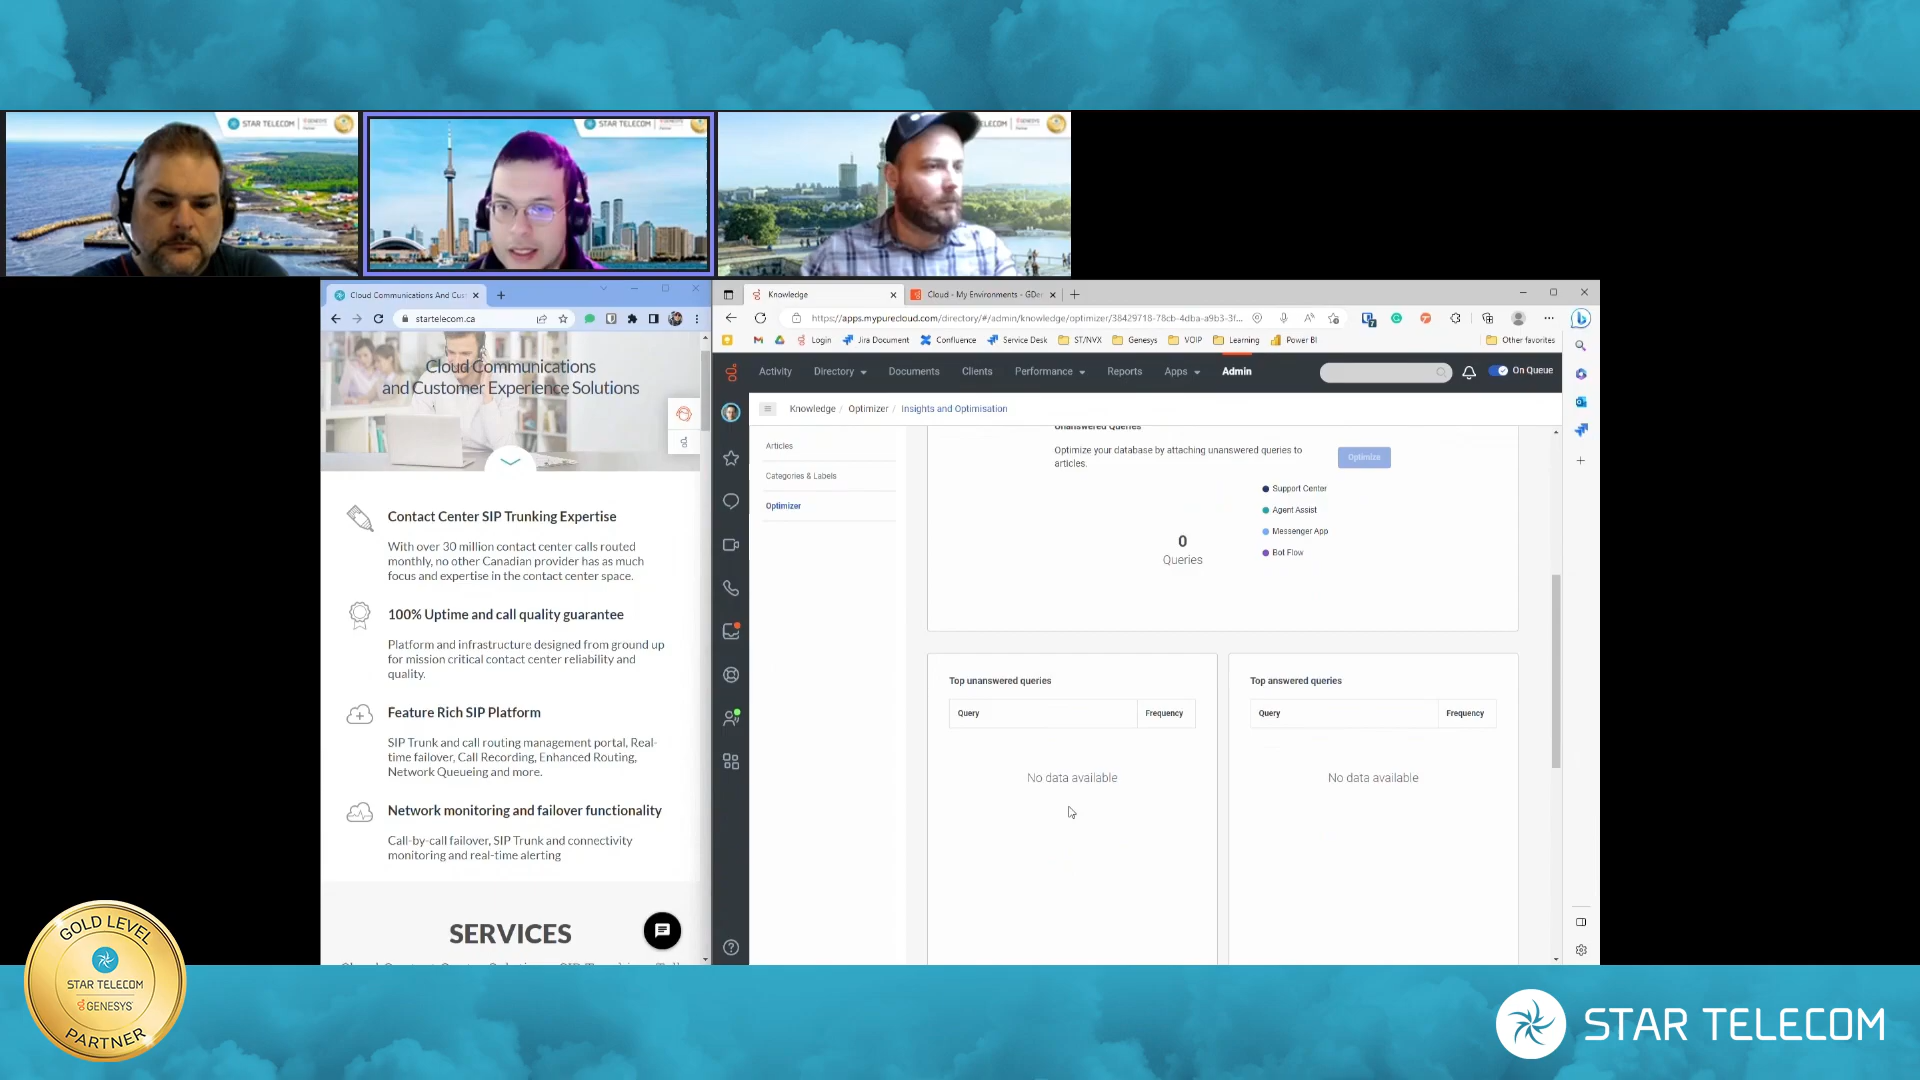 STAR TELECOM
STAR TELECOM
Cloud Communications And Cus
startelecom.ca
Cloud Communications
and Customer Experience Solutions
Contact Center SIP Trunking Expertise
With over 30 million contact center calls routed
monthly, no other Canadian provider has as much
focus and expertise in the contact center space.
100% Uptime and call quality guarantee
Platform and infrastructure designed from ground up
for mission critical contact center reliability and
quality.
Feature Rich SIP Platform
SIP Trunk and call routing management portal, Real-
time failover, Call Recording, Enhanced Routing,
Network Queueing and more.
Network monitoring and failover functionality
Call-by-call failover, SIP Trunk and connectivity
monitoring and real-time alerting
SERVICES
Knowledge
Cloud - My Environments - GDe
https://apps.mypurecloud.com/directory/#/admin/knowledge/optimizer/38429718-78cb-4dba-a9b3-3f...
Login
Jira Document
Confluence
Service Desk
ST/NVX
Genesys
VOIP
Learning
Power BI
Other favorites
Activity
Directory
Documents
Clients
Performance
Reports
Apps
Admin
On Queue
Knowledge / Optimizer / Insights and Optimisation
Articles
Categories & Labels
Optimizer
Unanswered Queries
Optimize your database by attaching unanswered queries to
articles.
Optimize
Support Center
Agent Assist
Messenger App
Bot Flow
0
Queries
Top unanswered queries
Query
Frequency
No data available
Top answered queries
Query
Frequency
No data available
GOLD LEVEL
STAR TELECOM
GENESYS
PARTNER
STAR TELECOM